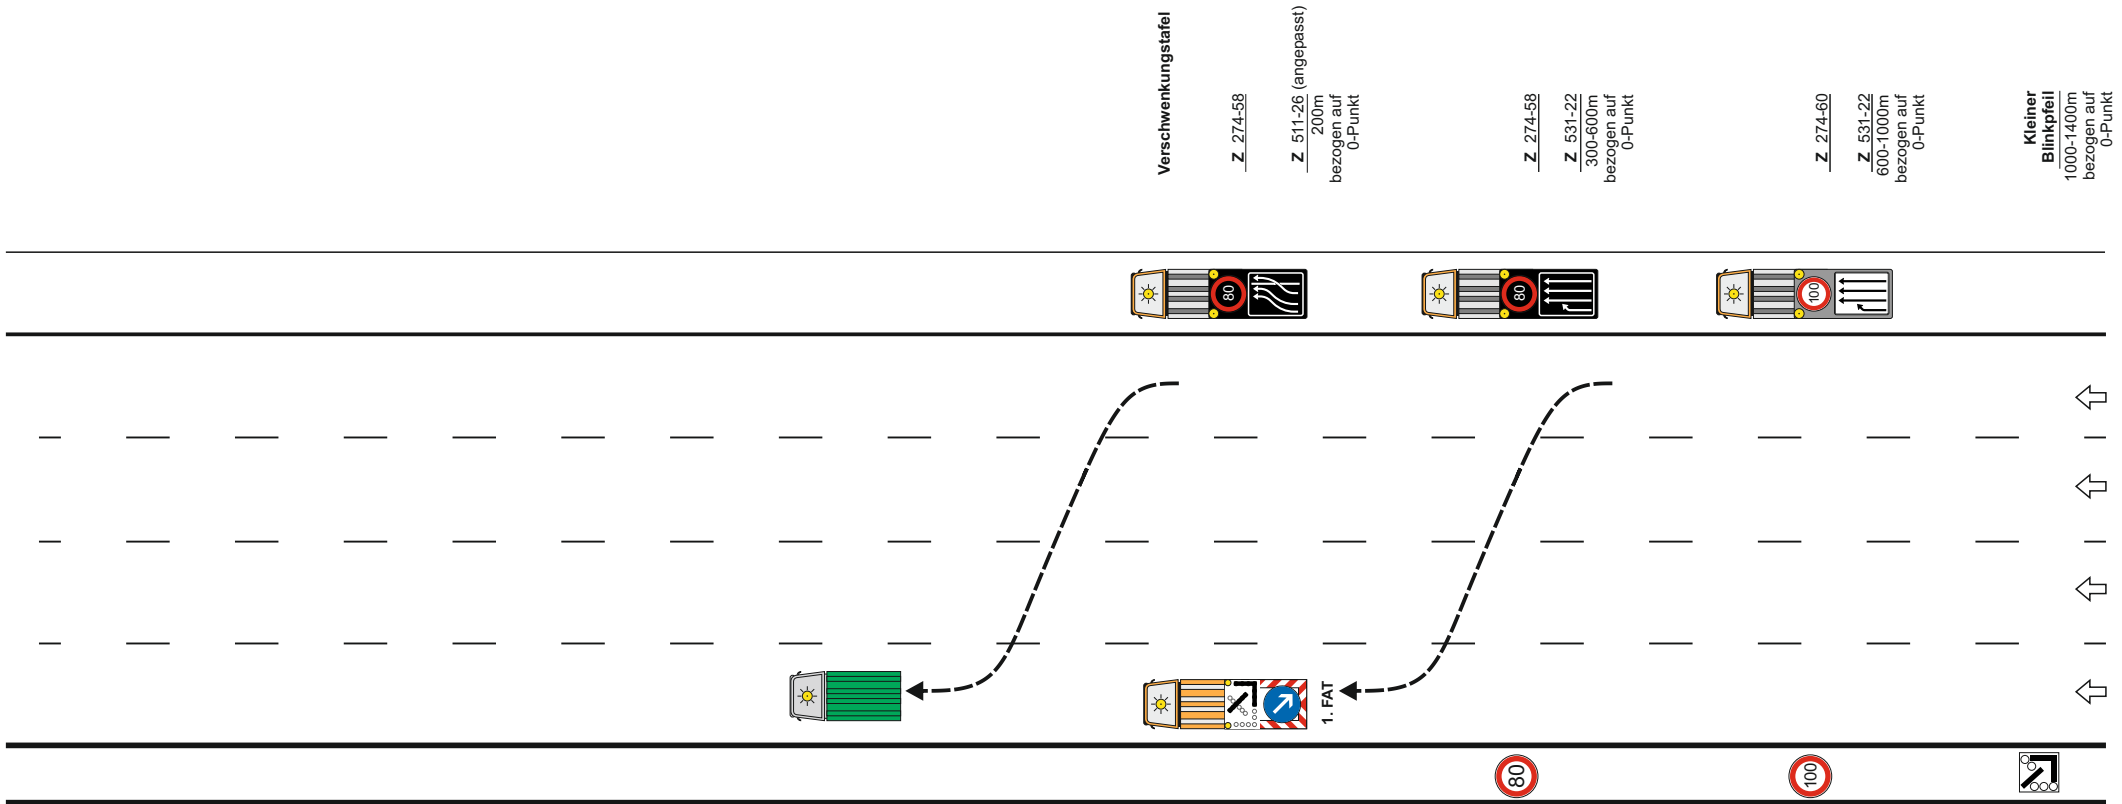 Verschwenkungstafel
Z 274-58
Z 511-26 (angepasst)
200m
bezogen auf
0-Punkt
Z 274-58
Z 531-22
300-600m
bezogen auf
0-Punkt
Z 274-60
Z 531-22
600-1000m
bezogen auf
0-Punkt
Kleiner
Blinkpfeil
1000-1400m
bezogen auf
0-Punkt
80
80
100
1. FAT
80
100